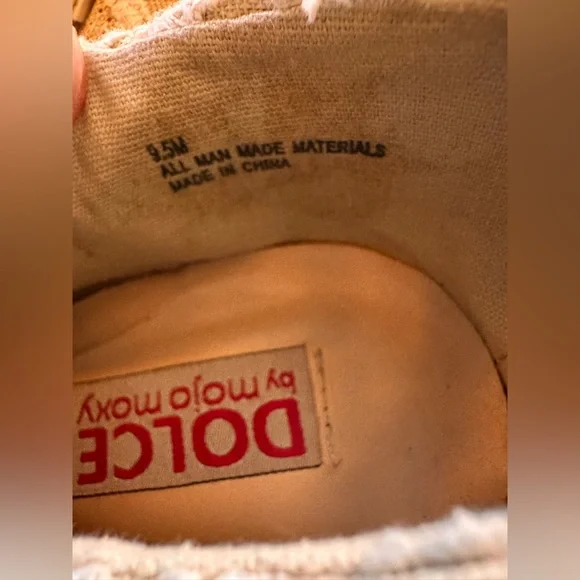 9.5M
ALL MAN MADE MATERIALS
MADE IN CHINA
DOLCE
by mojo moxy